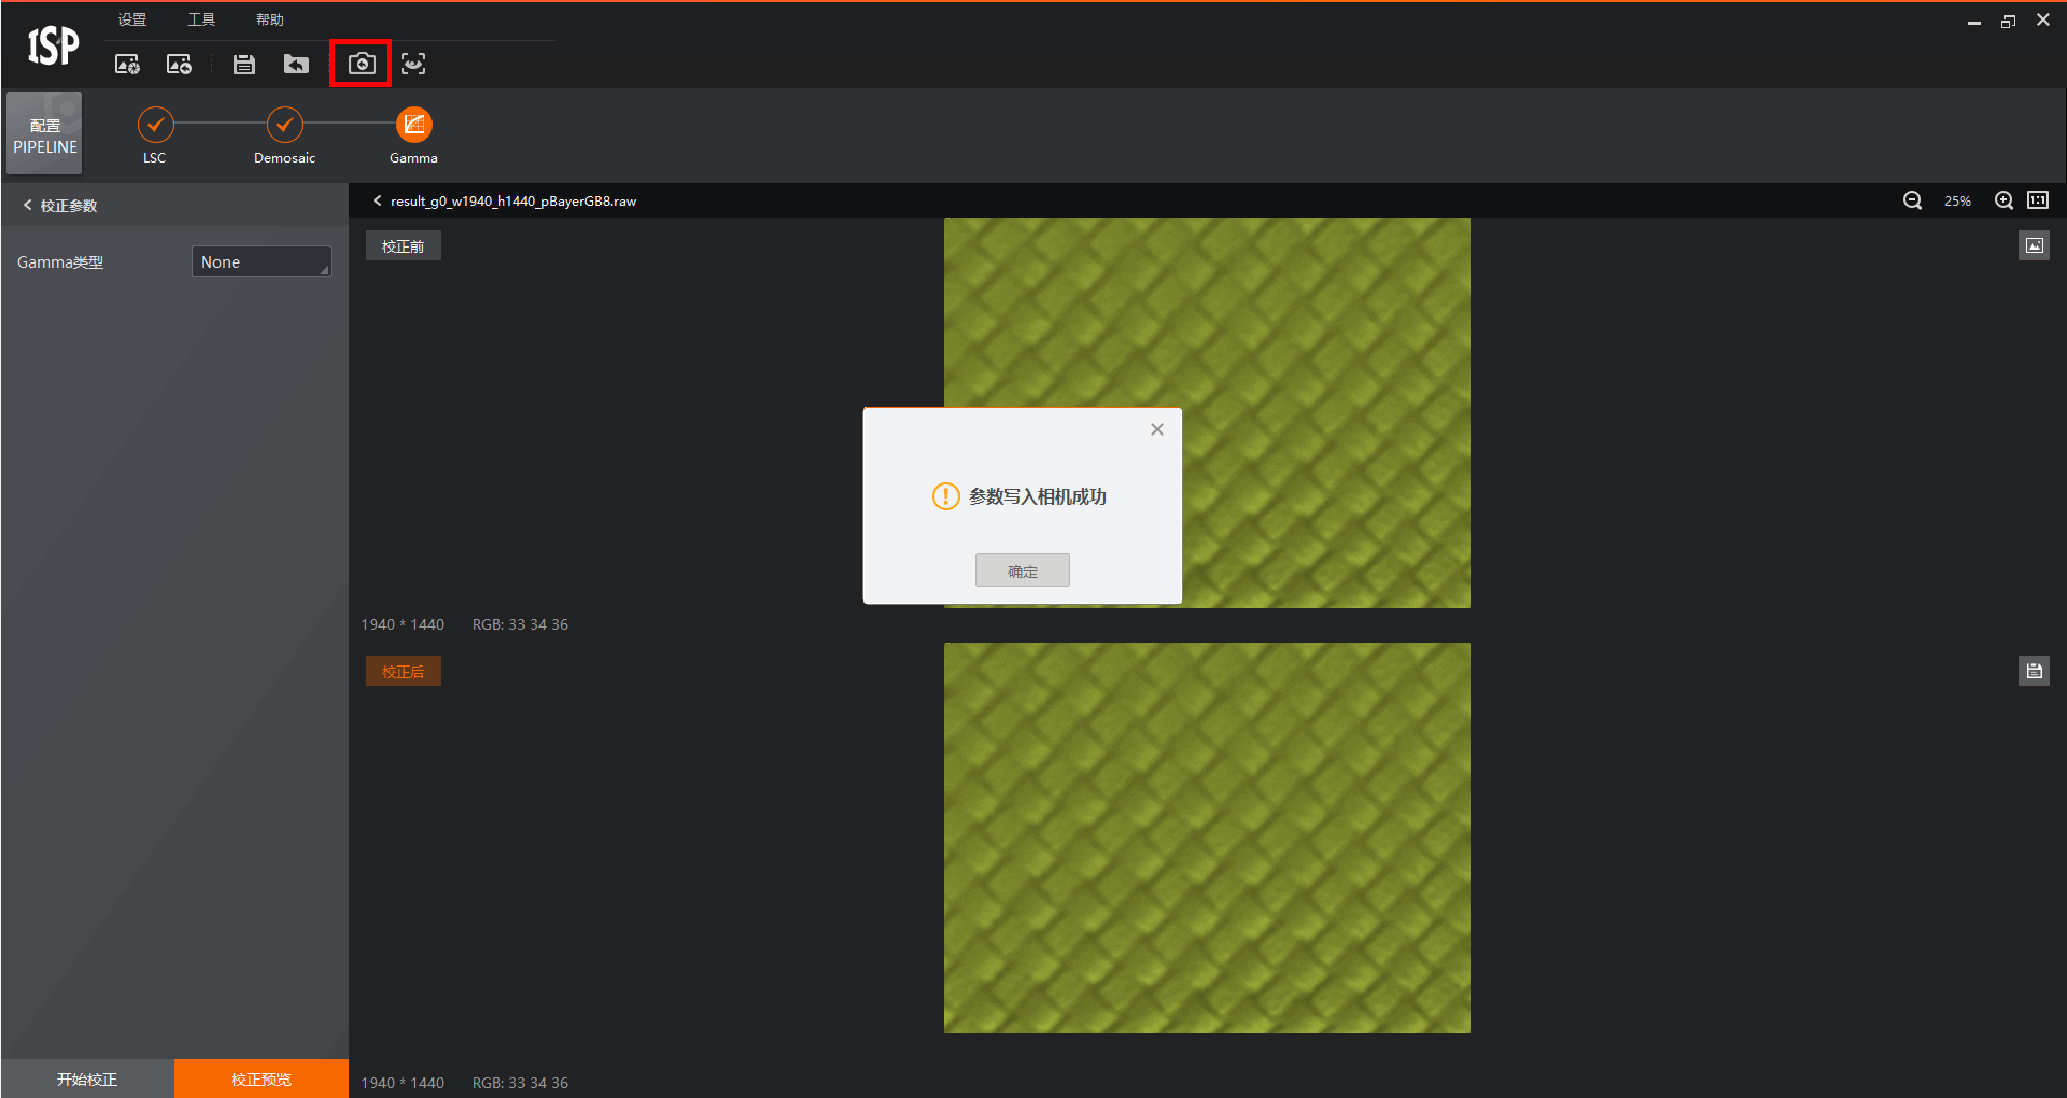 设置 工具 帮助
ISP
配置
PIPELINE
LSC
Demosaic
Gamma
校正参数
result_g0_w1940_h1440_pBayerGB8.raw
25%
1:1
校正前
Gamma类型
None
参数写入相机成功
确定
1940 * 1440 RGB: 33 34 36
校正后
开始校正
校正预览
1940 * 1440 RGB: 33 34 36